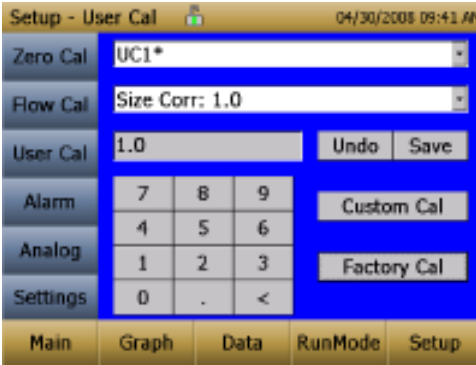 Setup - User Cal 04/30/2008 09:41 AM
Zero Cal
UC1*
Flow Cal
Size Corr: 1.0
User Cal
1.0
Undo Save
Alarm
7 8 9
Custom Cal
4 5 6
Analog
1 2 3
Factory Cal
Settings
0 . <
Main Graph Data RunMode Setup